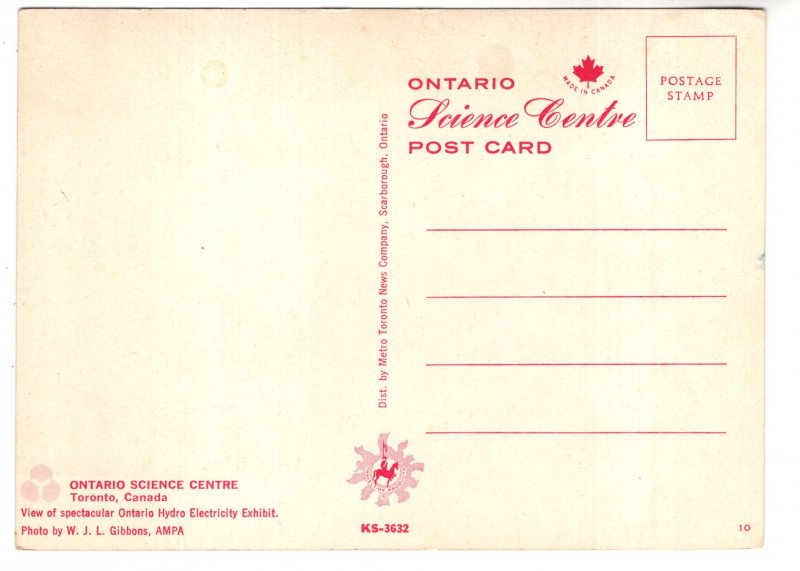 ONTARIO
Science Centre
POST CARD
MADE IN CANADA
POSTAGE
STAMP
Dist. by Metro Toronto News Company, Scarborough, Ontario
ONTARIO SCIENCE CENTRE
Toronto, Canada
View of spectacular Ontario Hydro Electricity Exhibit.
Photo by W. J. L. Gibbons, AMPA
KS-3632
10